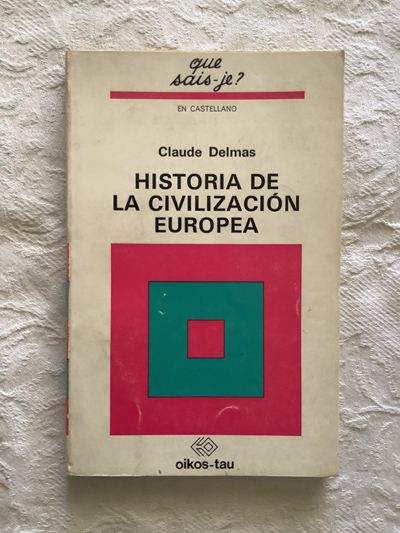 que
sais-je?
EN CASTELLANO
Claude Delmas
HISTORIA DE
LA CIVILIZACIÓN
EUROPEA
oikos-tau